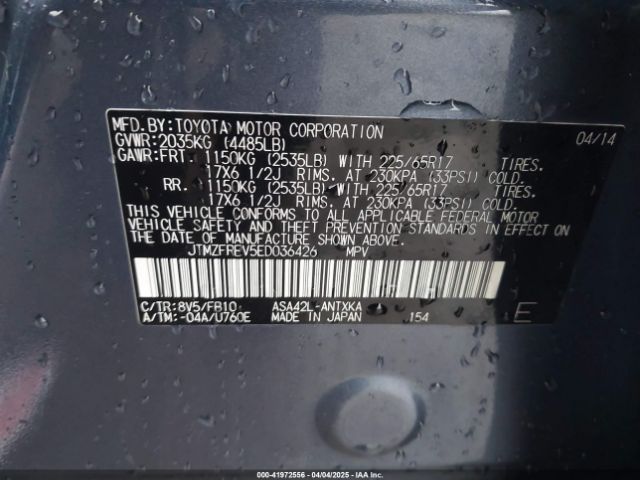 MFD.BY:TOYOTA MOTOR CORPORATION 04/14
GVWR:2035KG (4485LB)
GAWR:FRT. 1150KG (2535LB) WITH 225/65R17 TIRES.
17X6 1/2J RIMS. AT 230KPA (33PSI) COLD.
RR. 1150KG (2535LB) WITH 225/65R17 TIRES.
17X6 1/2J RIMS. AT 230KPA (33PSI) COLD.
THIS VEHICLE CONFORMS TO ALL APPLICABLE FEDERAL MOTOR
VEHICLE SAFETY AND THEFT PREVENTION STANDARDS IN EFFECT ON
THE DATE OF MANUFACTURE SHOWN ABOVE.
JTMZFREV5ED036426 MPV
C/TR:8V5/FB10 ASA42L-ANTXKA
A/TM:-04A/U760E MADE IN JAPAN 154 E
000-41972556 - 04/04/2025 - IAA Inc.